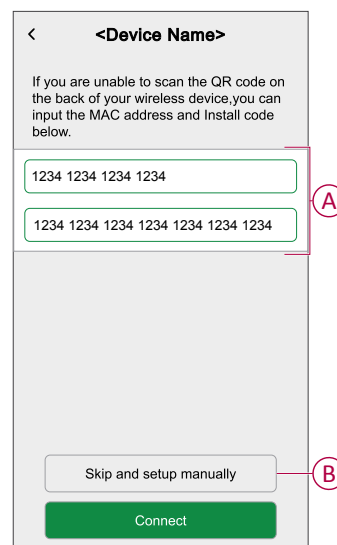 <Device Name>
If you are unable to scan the QR code on
the back of your wireless device,you can
input the MAC address and Install code
below.
1234 1234 1234 1234
1234 1234 1234 1234 1234 1234 1234
A
Skip and setup manually
B
Connect